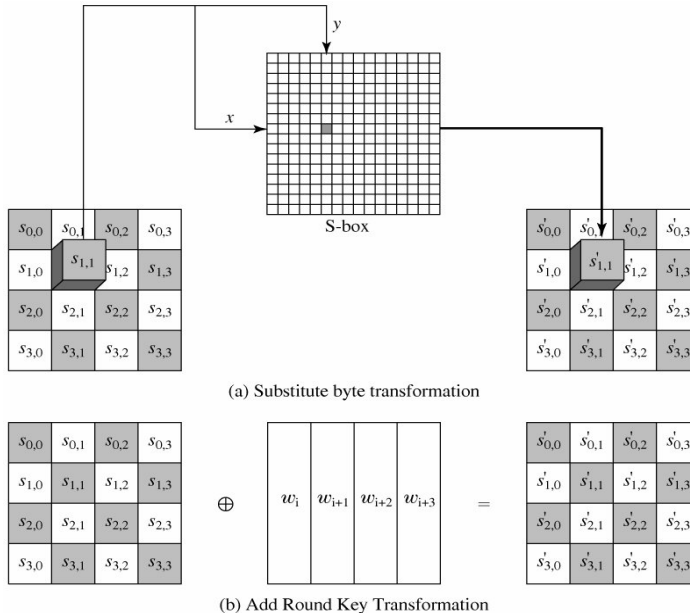 y
x
S-box
s0,0 s0,1 s0,2 s0,3
s1,0 s1,1 s1,2 s1,3
s2,0 s2,1 s2,2 s2,3
s3,0 s3,1 s3,2 s3,3
s'0,0 s'0,1 s'0,2 s'0,3
s'1,0 s'1,1 s'1,2 s'1,3
s'2,0 s'2,1 s'2,2 s'2,3
s'3,0 s'3,1 s'3,2 s'3,3
(a) Substitute byte transformation
s0,0 s0,1 s0,2 s0,3
s1,0 s1,1 s1,2 s1,3
s2,0 s2,1 s2,2 s2,3
s3,0 s3,1 s3,2 s3,3
⊕
wi wi+1 wi+2 wi+3
=
s'0,0 s'0,1 s'0,2 s'0,3
s'1,0 s'1,1 s'1,2 s'1,3
s'2,0 s'2,1 s'2,2 s'2,3
s'3,0 s'3,1 s'3,2 s'3,3
(b) Add Round Key Transformation